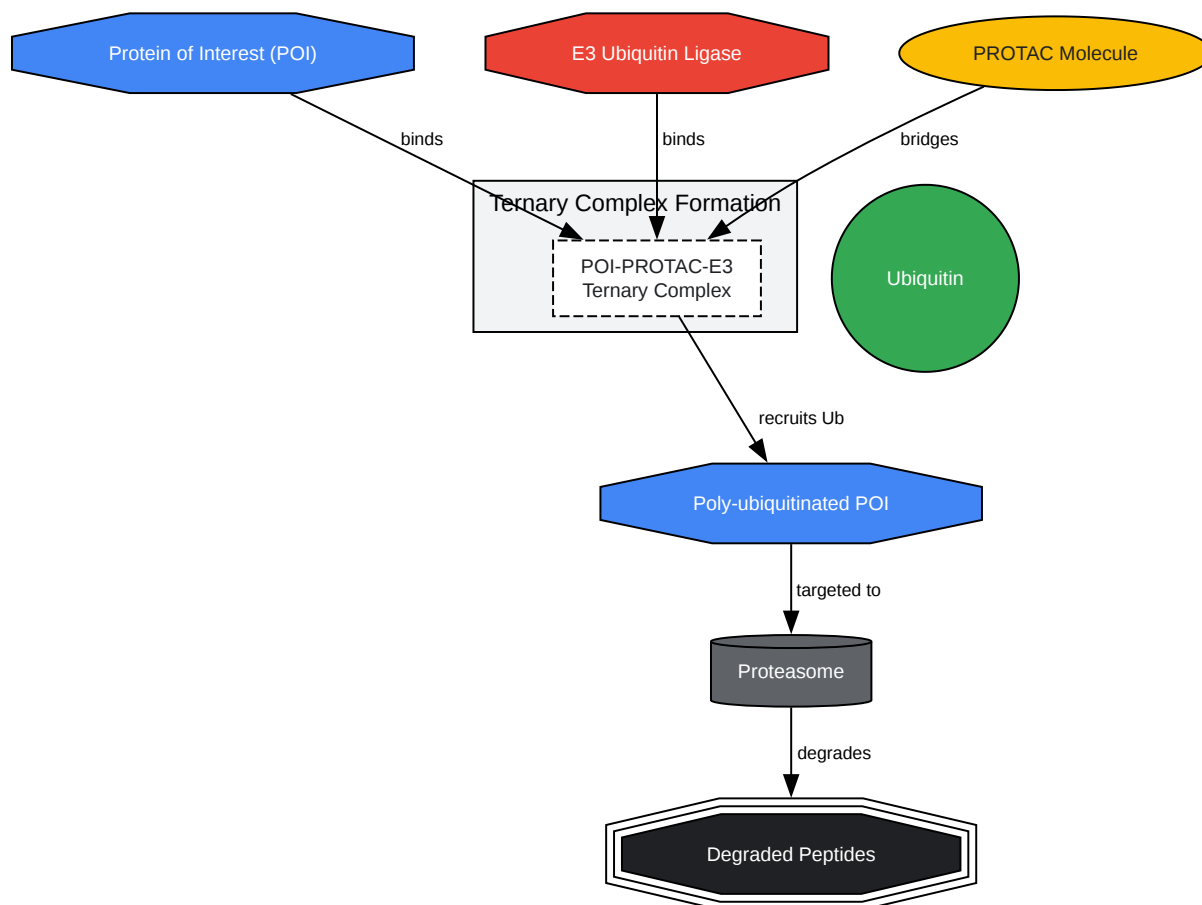 Protein of Interest (POI)
E3 Ubiquitin Ligase
PROTAC Molecule
binds
binds
bridges
Ternary Complex Formation
POI-PROTAC-E3
Ternary Complex
Ubiquitin
recruits Ub
Poly-ubiquitinated POI
targeted to
Proteasome
degrades
Degraded Peptides